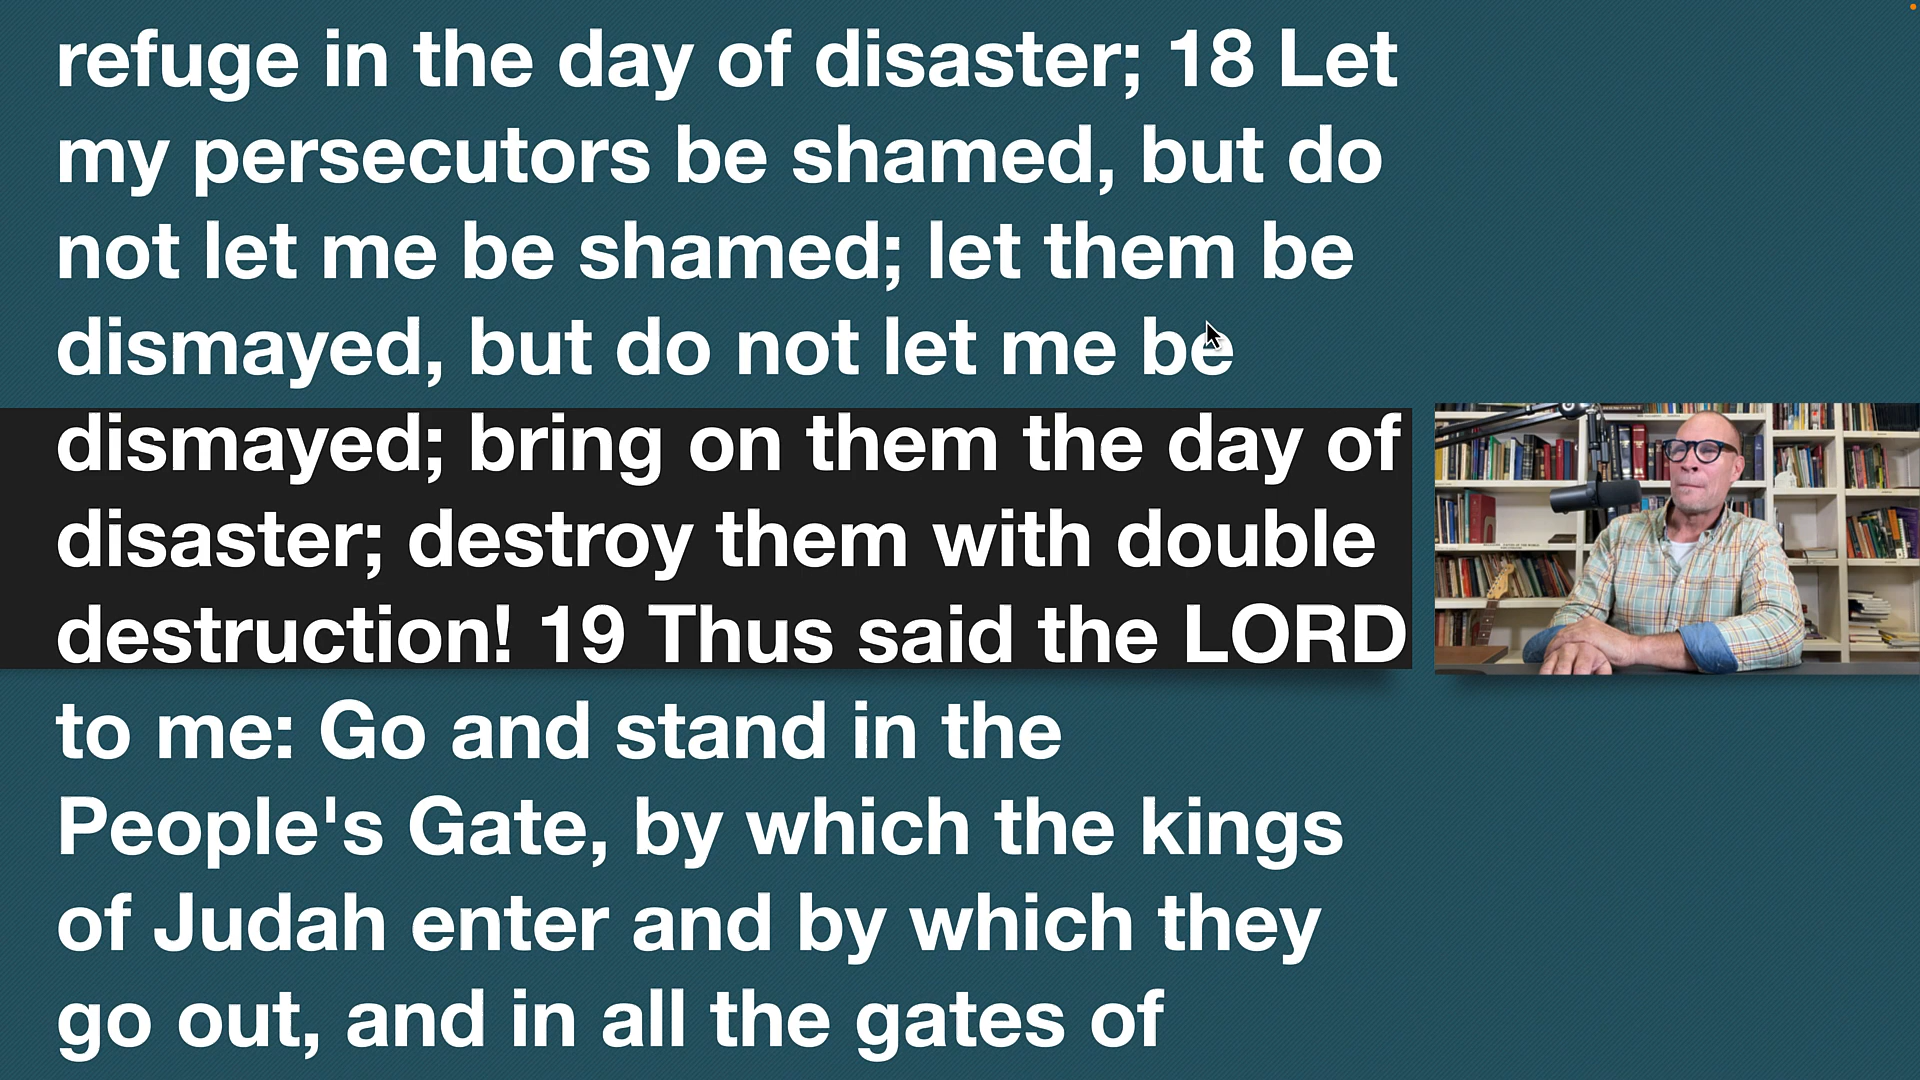 refuge in the day of disaster; 18 Let
my persecutors be shamed, but do
not let me be shamed; let them be
dismayed, but do not let me be
dismayed; bring on them the day of
disaster; destroy them with double
destruction! 19 Thus said the LORD
to me: Go and stand in the
People's Gate, by which the kings
of Judah enter and by which they
go out, and in all the gates of